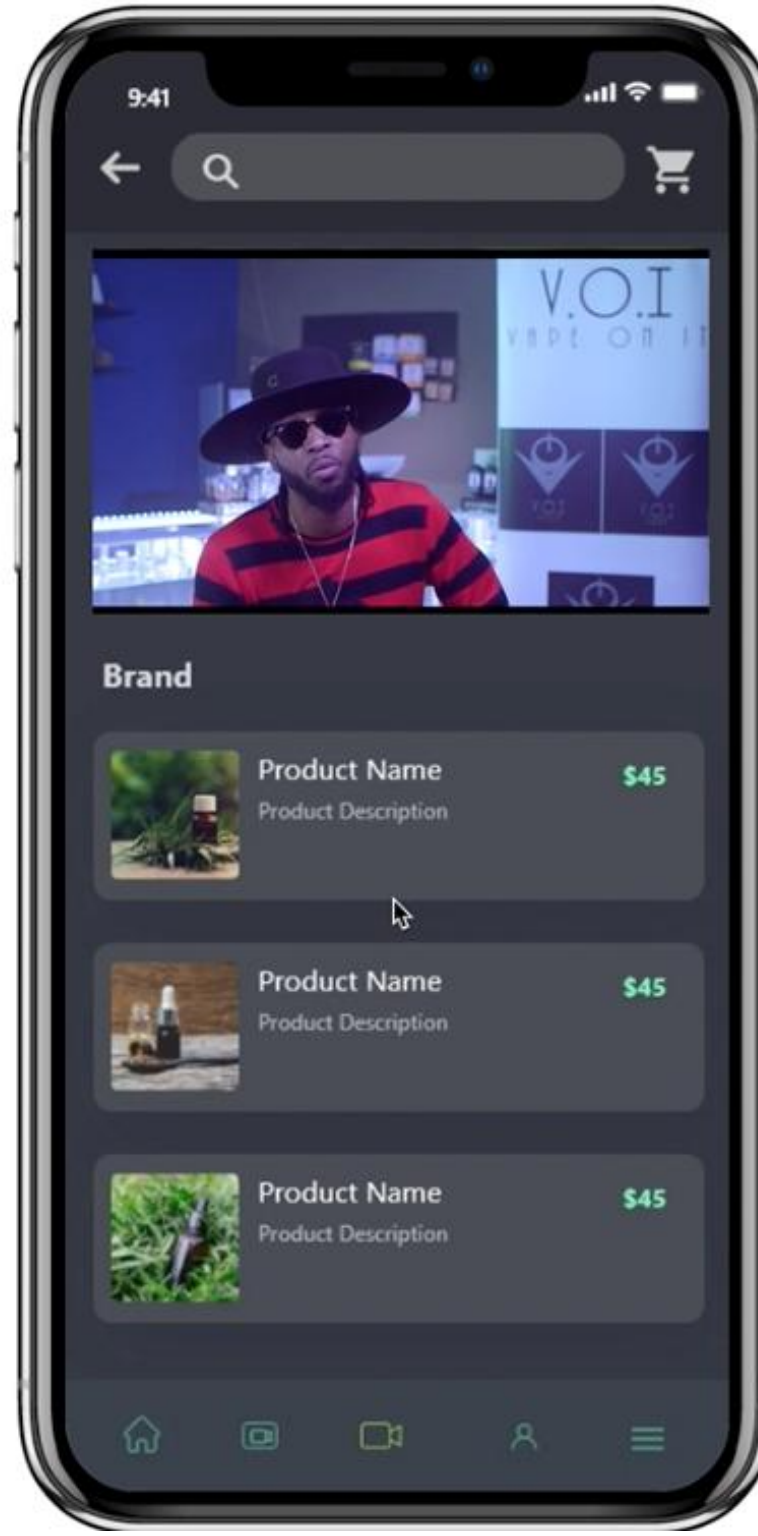 9:41
V.O.I
VAPE ON IT
V.O.I
V.O.I
Brand
Product Name
$45
Product Description
Product Name
$45
Product Description
Product Name
$45
Product Description